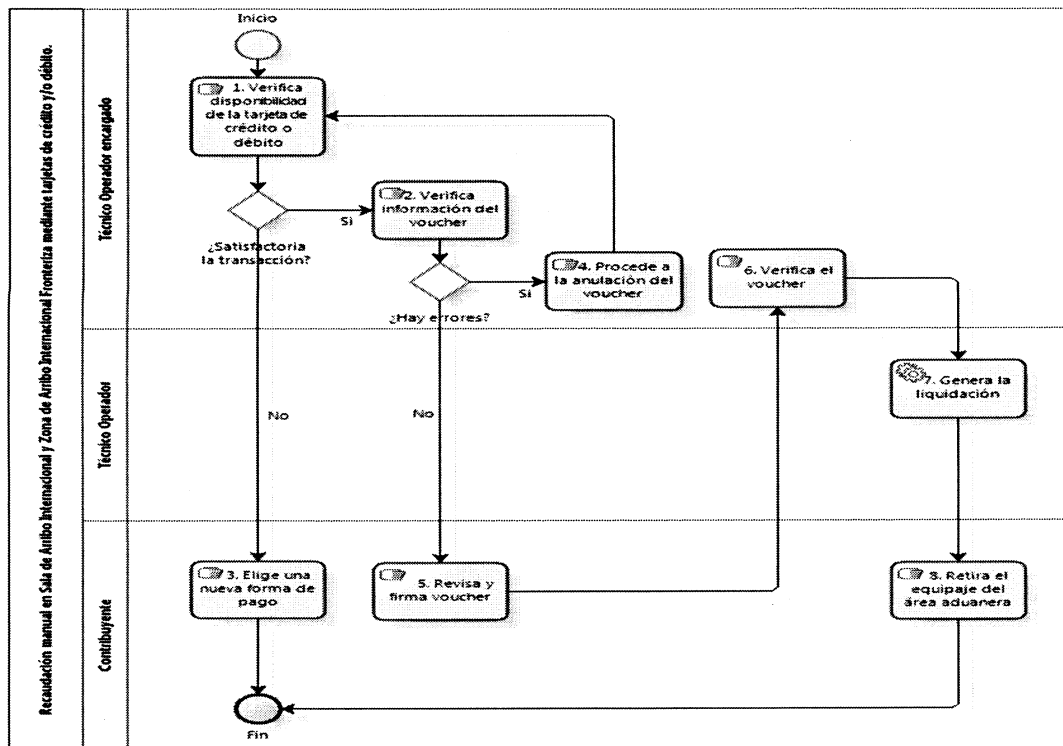 Recaudación manual en Sala de Arribo Internacional y Zona de Arribo Internacional Fronteriza mediante tarjetas de crédito y/o débito.
Técnico Operador encargado
Inicio
1. Verifica
disponibilidad
de la tarjeta de
crédito o
débito
¿Satisfactoria
la transacción?
Si
2. Verifica
información del
voucher
¿Hay errores?
Si
4. Procede a
la anulación del
voucher
6. Verifica el
voucher
Técnico Operador
No
No
7. Genera la
liquidación
Contribuyente
3. Elige una
nueva forma de
pago
5. Revisa y
firma voucher
8. Retira el
equipaje del
área aduanera
Fin